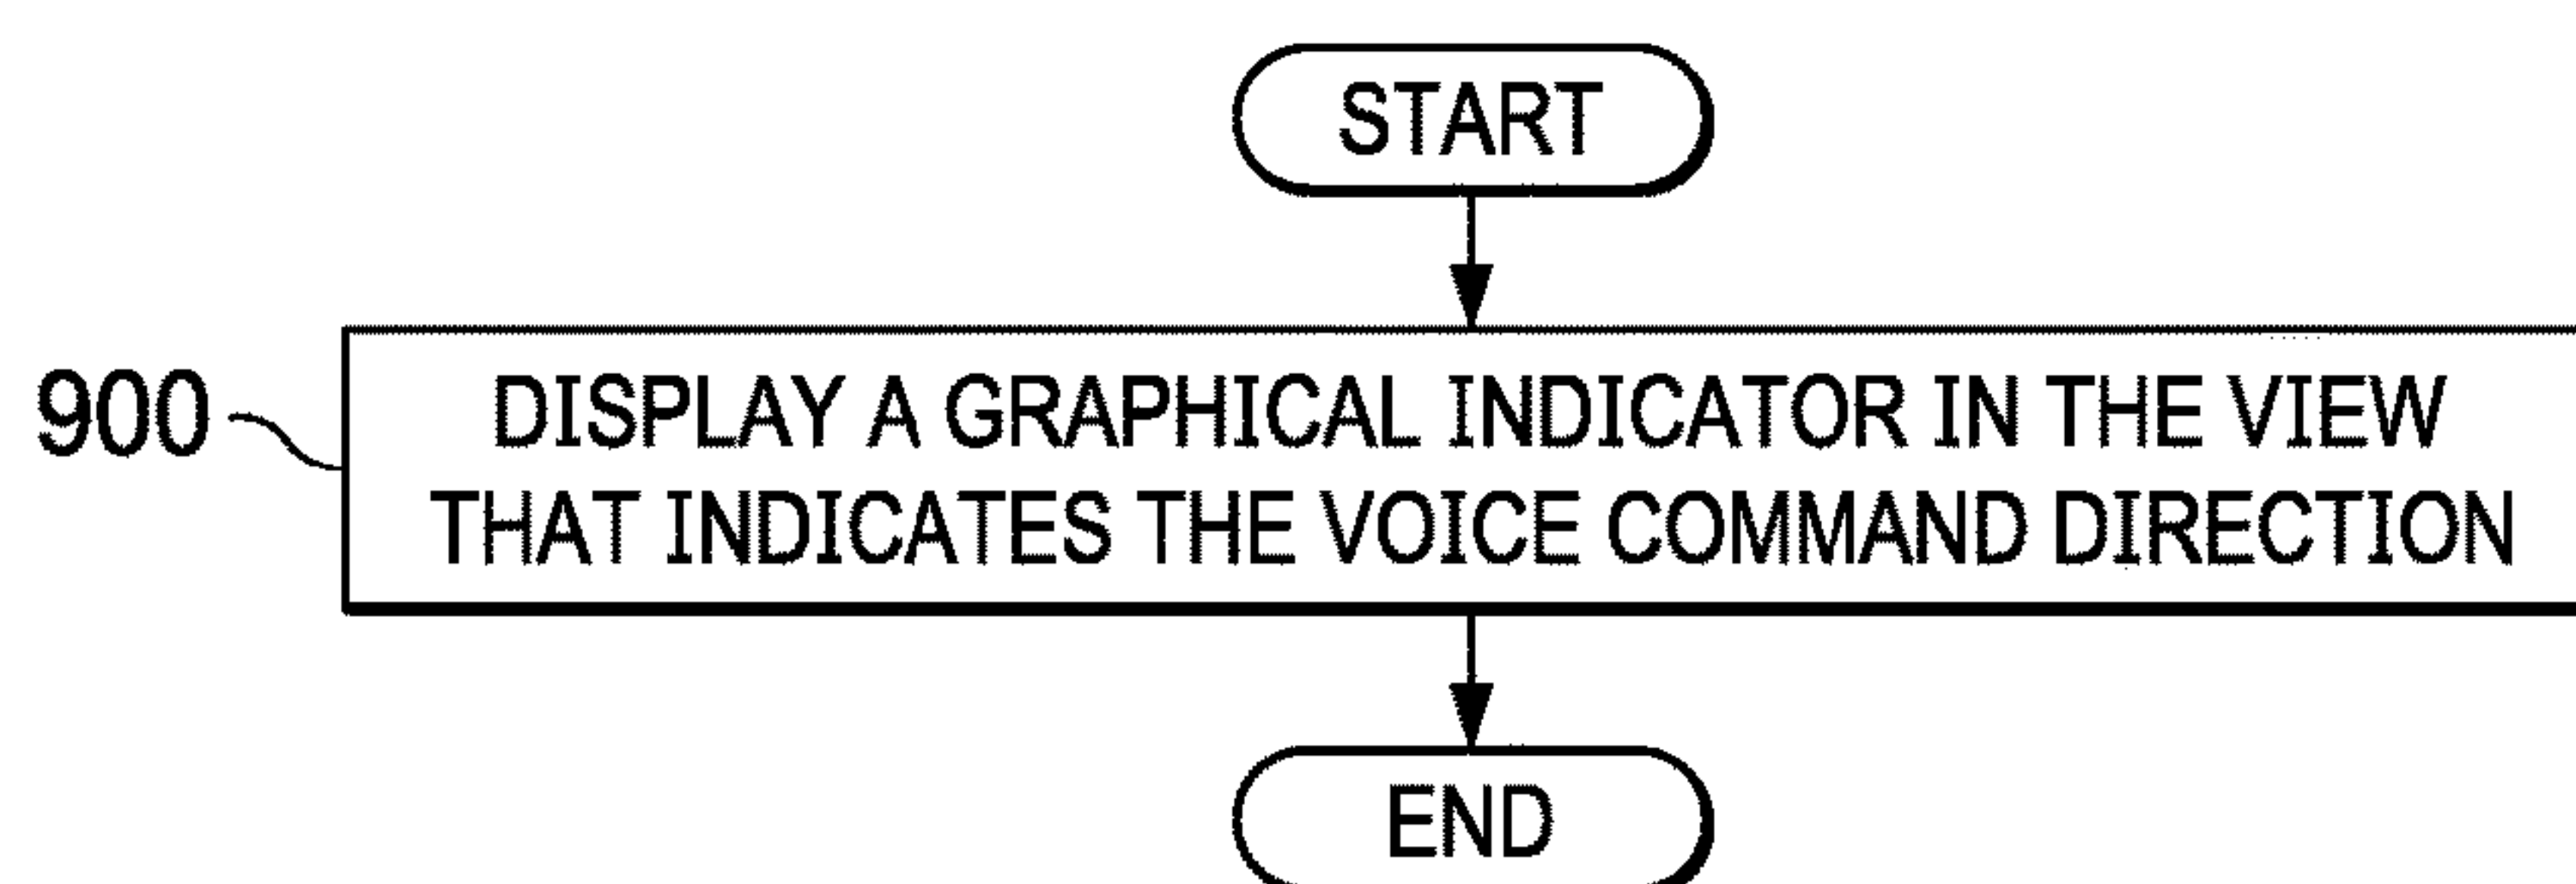 START
900
DISPLAY A GRAPHICAL INDICATOR IN THE VIEW
THAT INDICATES THE VOICE COMMAND DIRECTION
END